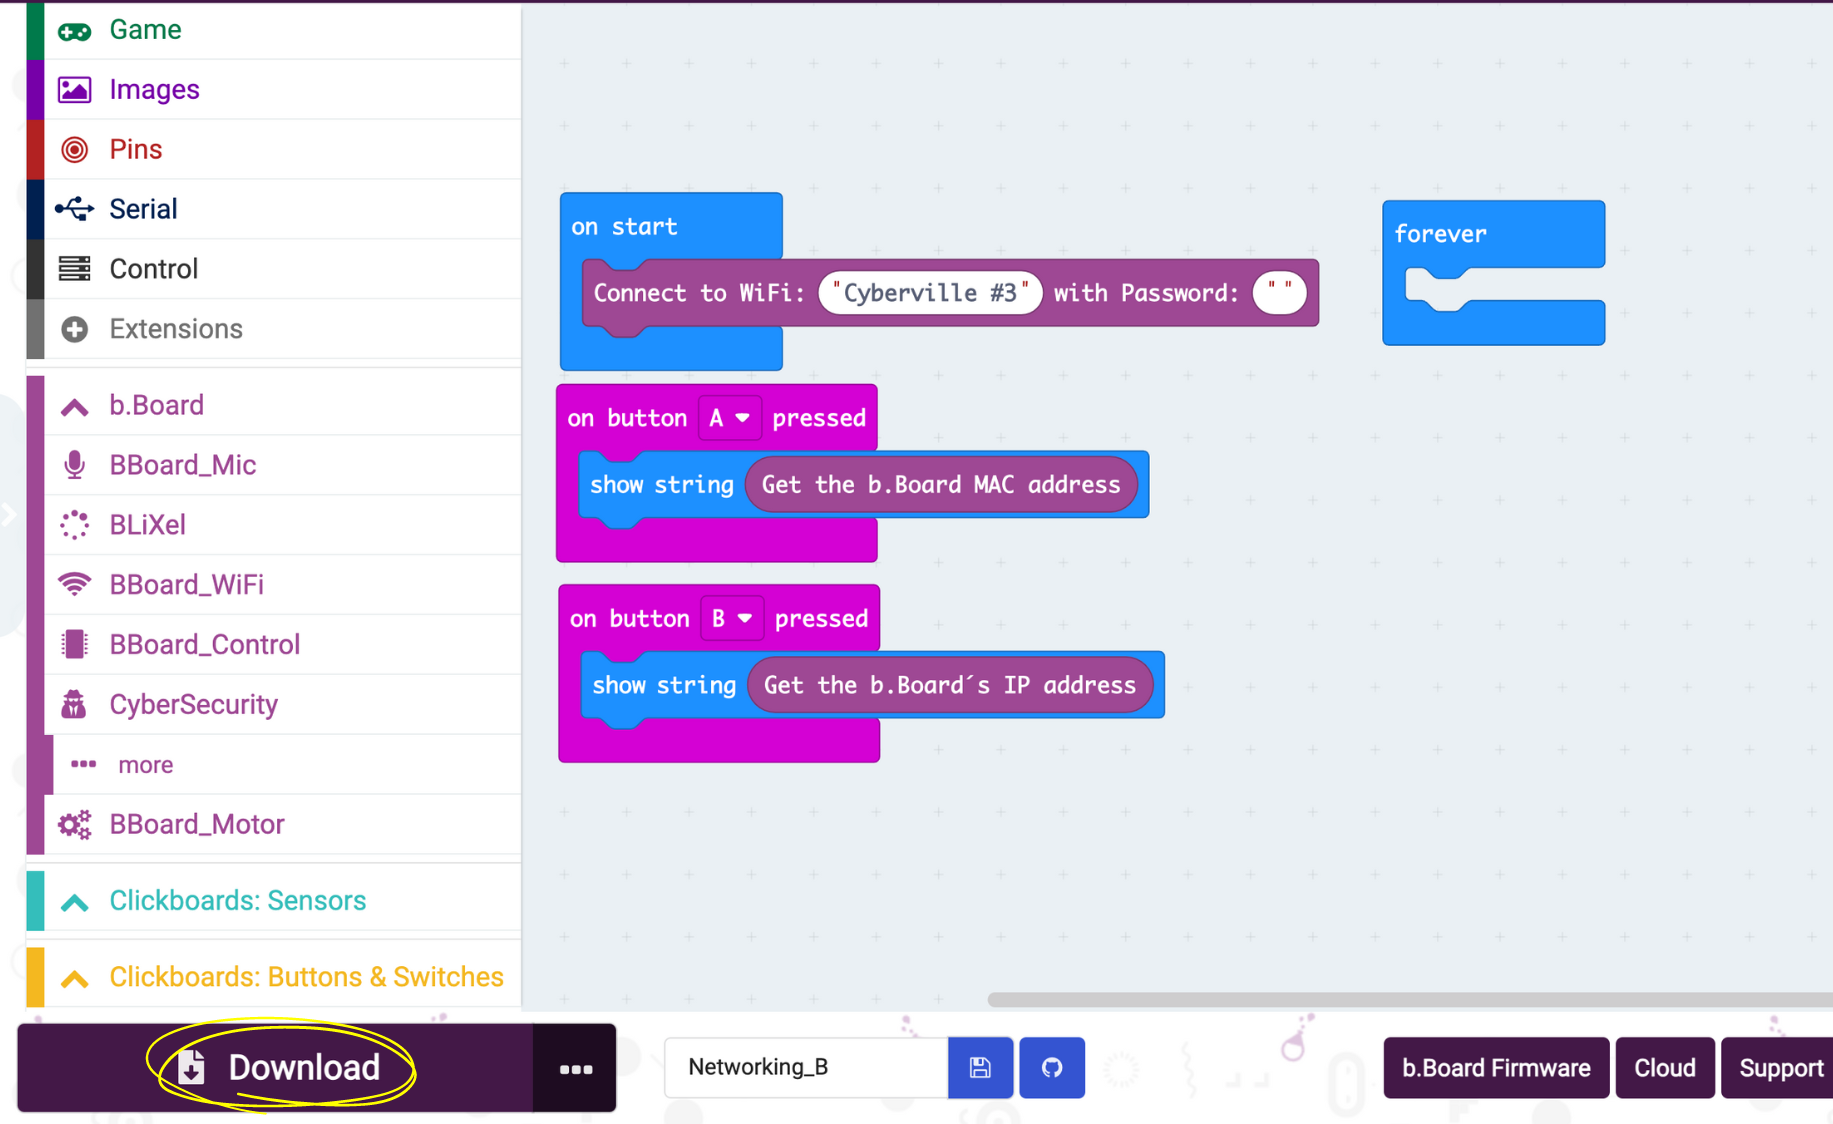 Game
Images
Pins
Serial
Control
Extensions
b.Board
BBoard_Mic
BLiXel
BBoard_WiFi
BBoard_Control
CyberSecurity
more
BBoard_Motor
Clickboards: Sensors
Clickboards: Buttons & Switches
on start
Connect to WiFi: "Cyberville #3" with Password: " "
forever
on button A pressed
show string Get the b.Board MAC address
on button B pressed
show string Get the b.Board´s IP address
Download
Networking_B
b.Board Firmware
Cloud
Support